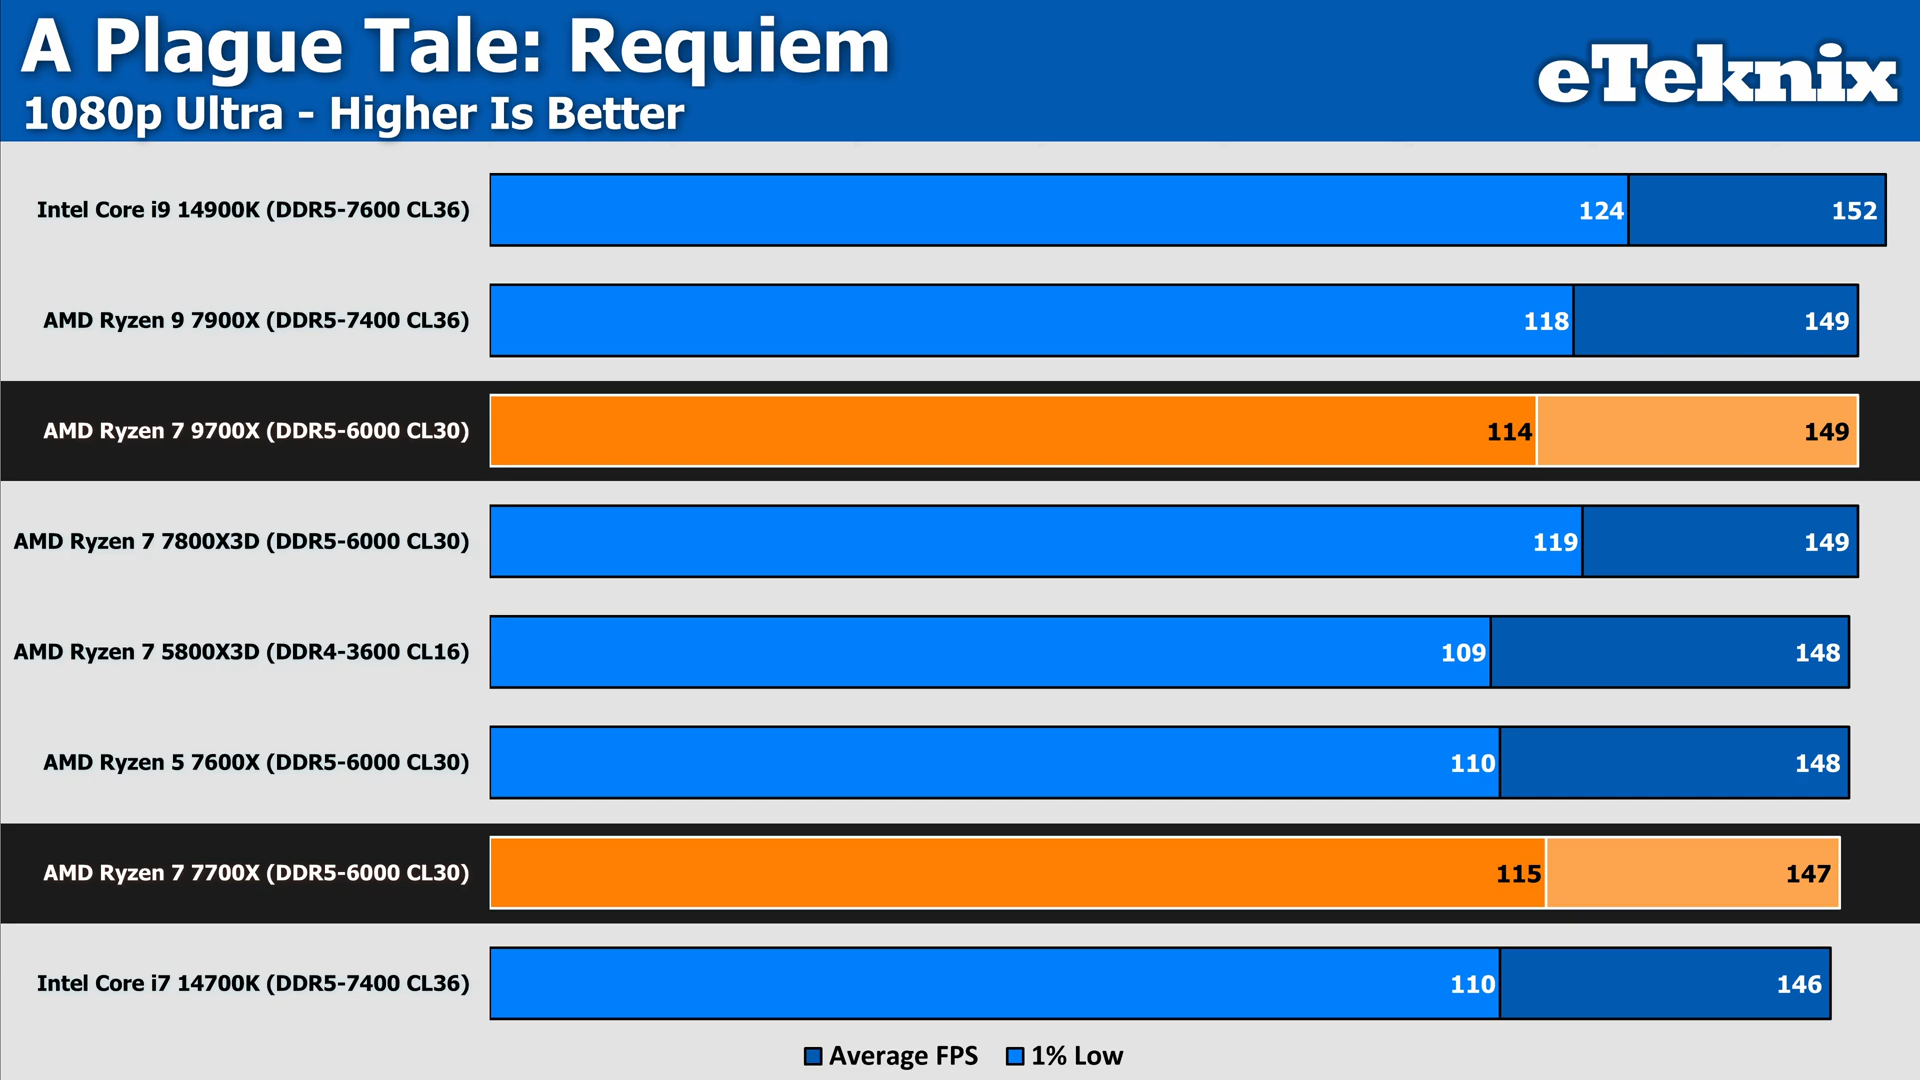 A Plague Tale: Requiem
1080p Ultra - Higher Is Better
eTeknix
Intel Core i9 14900K (DDR5-7600 CL36) 124 152
AMD Ryzen 9 7900X (DDR5-7400 CL36) 118 149
AMD Ryzen 7 9700X (DDR5-6000 CL30) 114 149
AMD Ryzen 7 7800X3D (DDR5-6000 CL30) 119 149
AMD Ryzen 7 5800X3D (DDR4-3600 CL16) 109 148
AMD Ryzen 5 7600X (DDR5-6000 CL30) 110 148
AMD Ryzen 7 7700X (DDR5-6000 CL30) 115 147
Intel Core i7 14700K (DDR5-7400 CL36) 110 146
Average FPS 1% Low